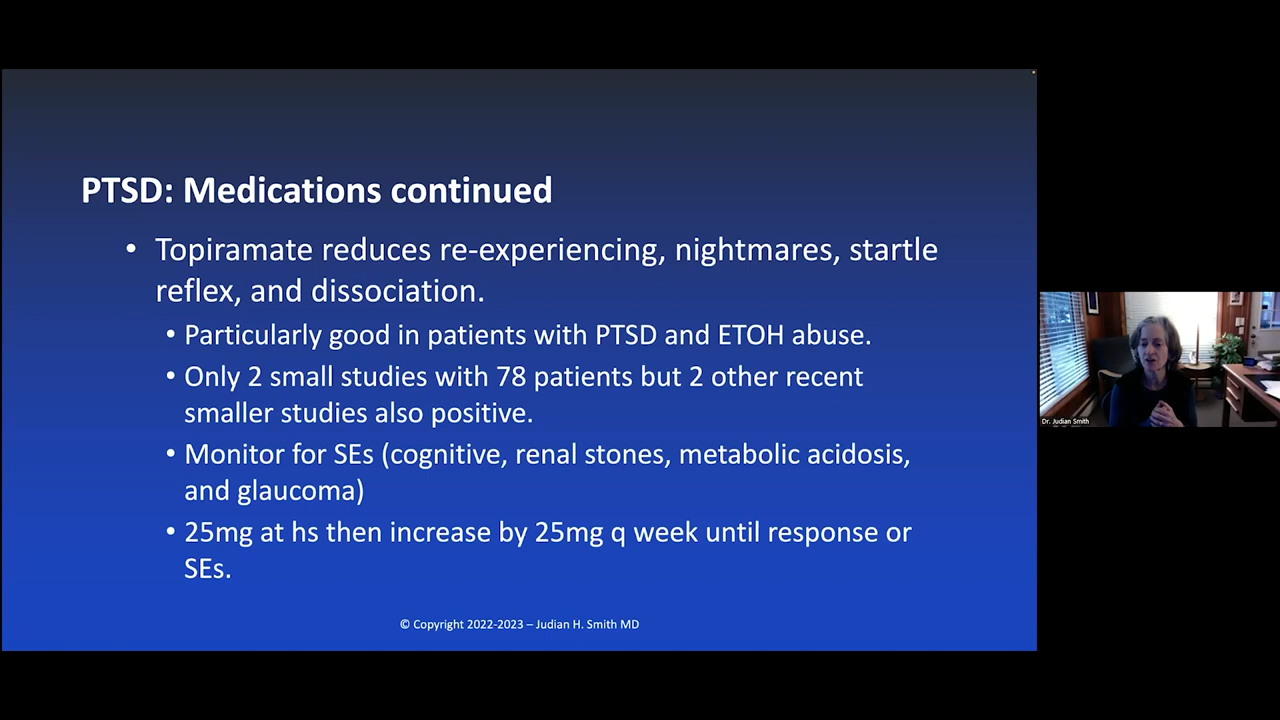 PTSD: Medications continued
• Topiramate reduces re-experiencing, nightmares, startle
reflex, and dissociation.
• Particularly good in patients with PTSD and ETOH abuse.
• Only 2 small studies with 78 patients but 2 other recent
smaller studies also positive.
• Monitor for SEs (cognitive, renal stones, metabolic acidosis,
and glaucoma)
• 25mg at hs then increase by 25mg q week until response or
SEs.
© Copyright 2022-2023 – Judian H. Smith MD
Dr. Judian Smith